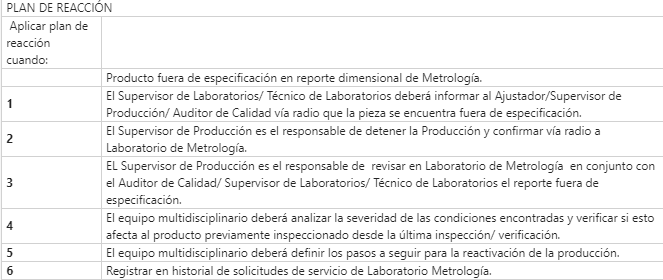 PLAN DE REACCIÓN
Aplicar plan de
reacción
cuando:
Producto fuera de especificación en reporte dimensional de Metrología.
1
El Supervisor de Laboratorios/ Técnico de Laboratorios deberá informar al Ajustador/Supervisor de
Producción/ Auditor de Calidad vía radio que la pieza se encuentra fuera de especificación.
2
El Supervisor de Producción es el responsable de detener la Producción y confirmar vía radio a
Laboratorio de Metrología.
3
EL Supervisor de Producción es el responsable de  revisar en Laboratorio de Metrología  en conjunto con
el Auditor de Calidad/ Supervisor de Laboratorios/ Técnico de Laboratorios el reporte fuera de
especificación.
4
El equipo multidisciplinario deberá analizar la severidad de las condiciones encontradas y verificar si esto
afecta al producto previamente inspeccionado desde la última inspección/ verificación.
5
El equipo multidisciplinario deberá definir los pasos a seguir para la reactivación de la producción.
6
Registrar en historial de solicitudes de servicio de Laboratorio Metrología.